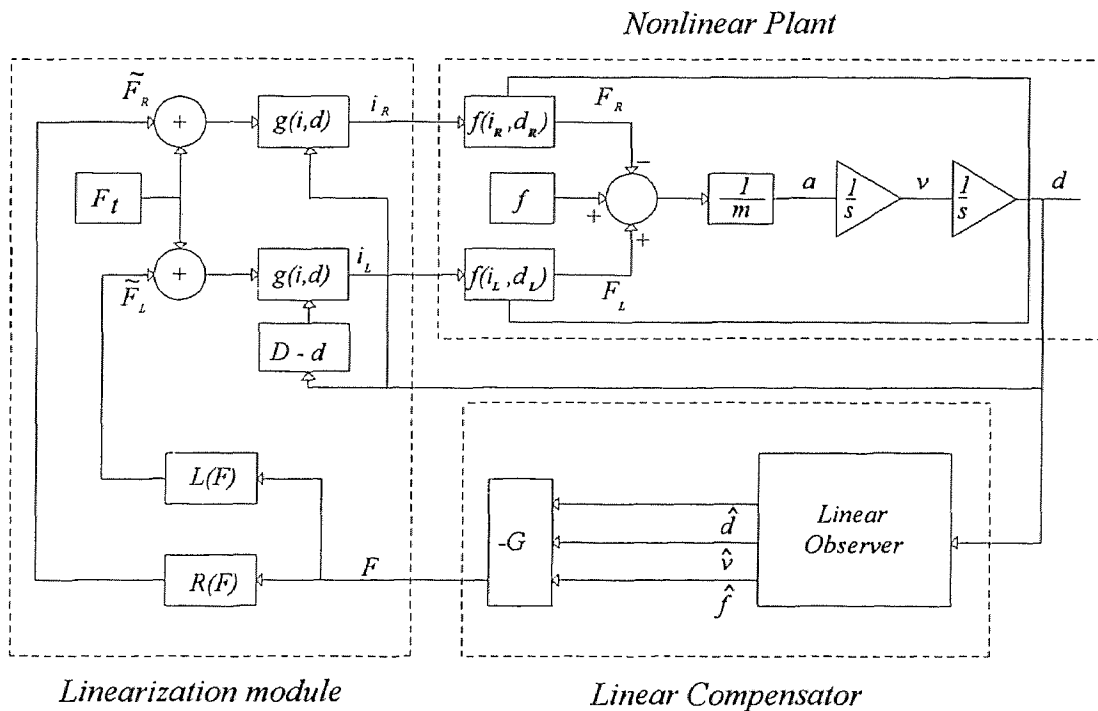 Nonlinear Plant
F̃_R
+
g(i,d)
i_R
f(i_R,d_R)
F_R
−
F_t
f
+
1/m
a
1/s
v
1/s
d
+
F̃_L
+
g(i,d)
i_L
f(i_L,d_L)
F_L
D - d
L(F)
R(F)
F
-G
d̂
v̂
f̂
Linear
Observer
Linearization module
Linear Compensator